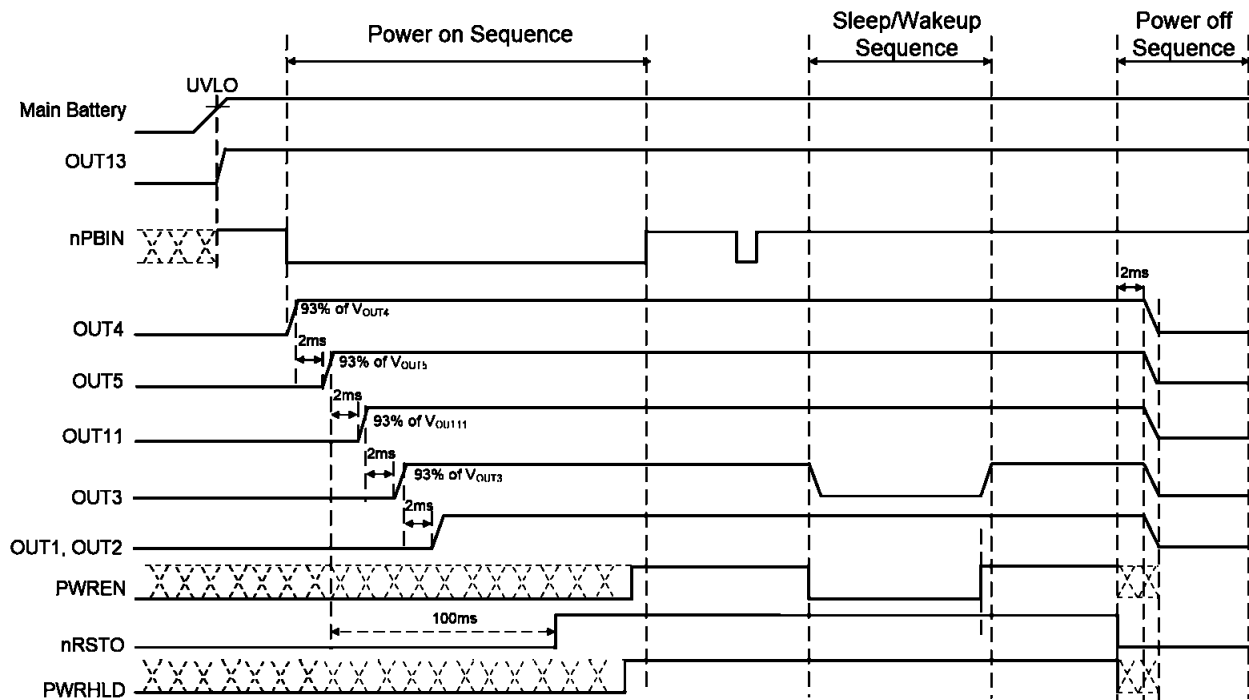 Power on Sequence
Sleep/Wakeup
Sequence
Power off
Sequence
UVLO
Main Battery
OUT13
nPBIN
2ms
93% of VOUT4
OUT4
2ms
93% of VOUT5
OUT5
2ms
93% of VOUT11
OUT11
2ms
93% of VOUT3
OUT3
2ms
OUT1, OUT2
PWREN
100ms
nRSTO
PWRHLD